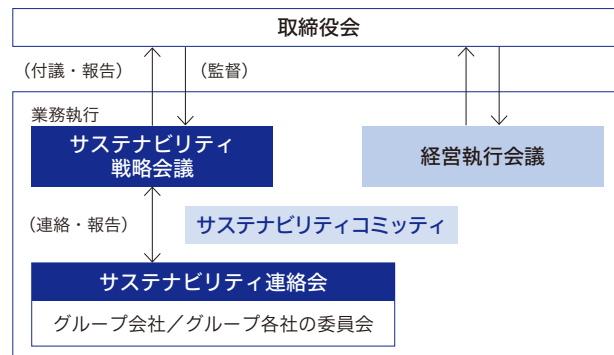 取締役会
(付議・報告)
(監督)
業務執行
サステナビリティ
戦略会議
経営執行会議
(連絡・報告)
サステナビリティコミッティ
サステナビリティ連絡会
グループ会社／グループ各社の委員会